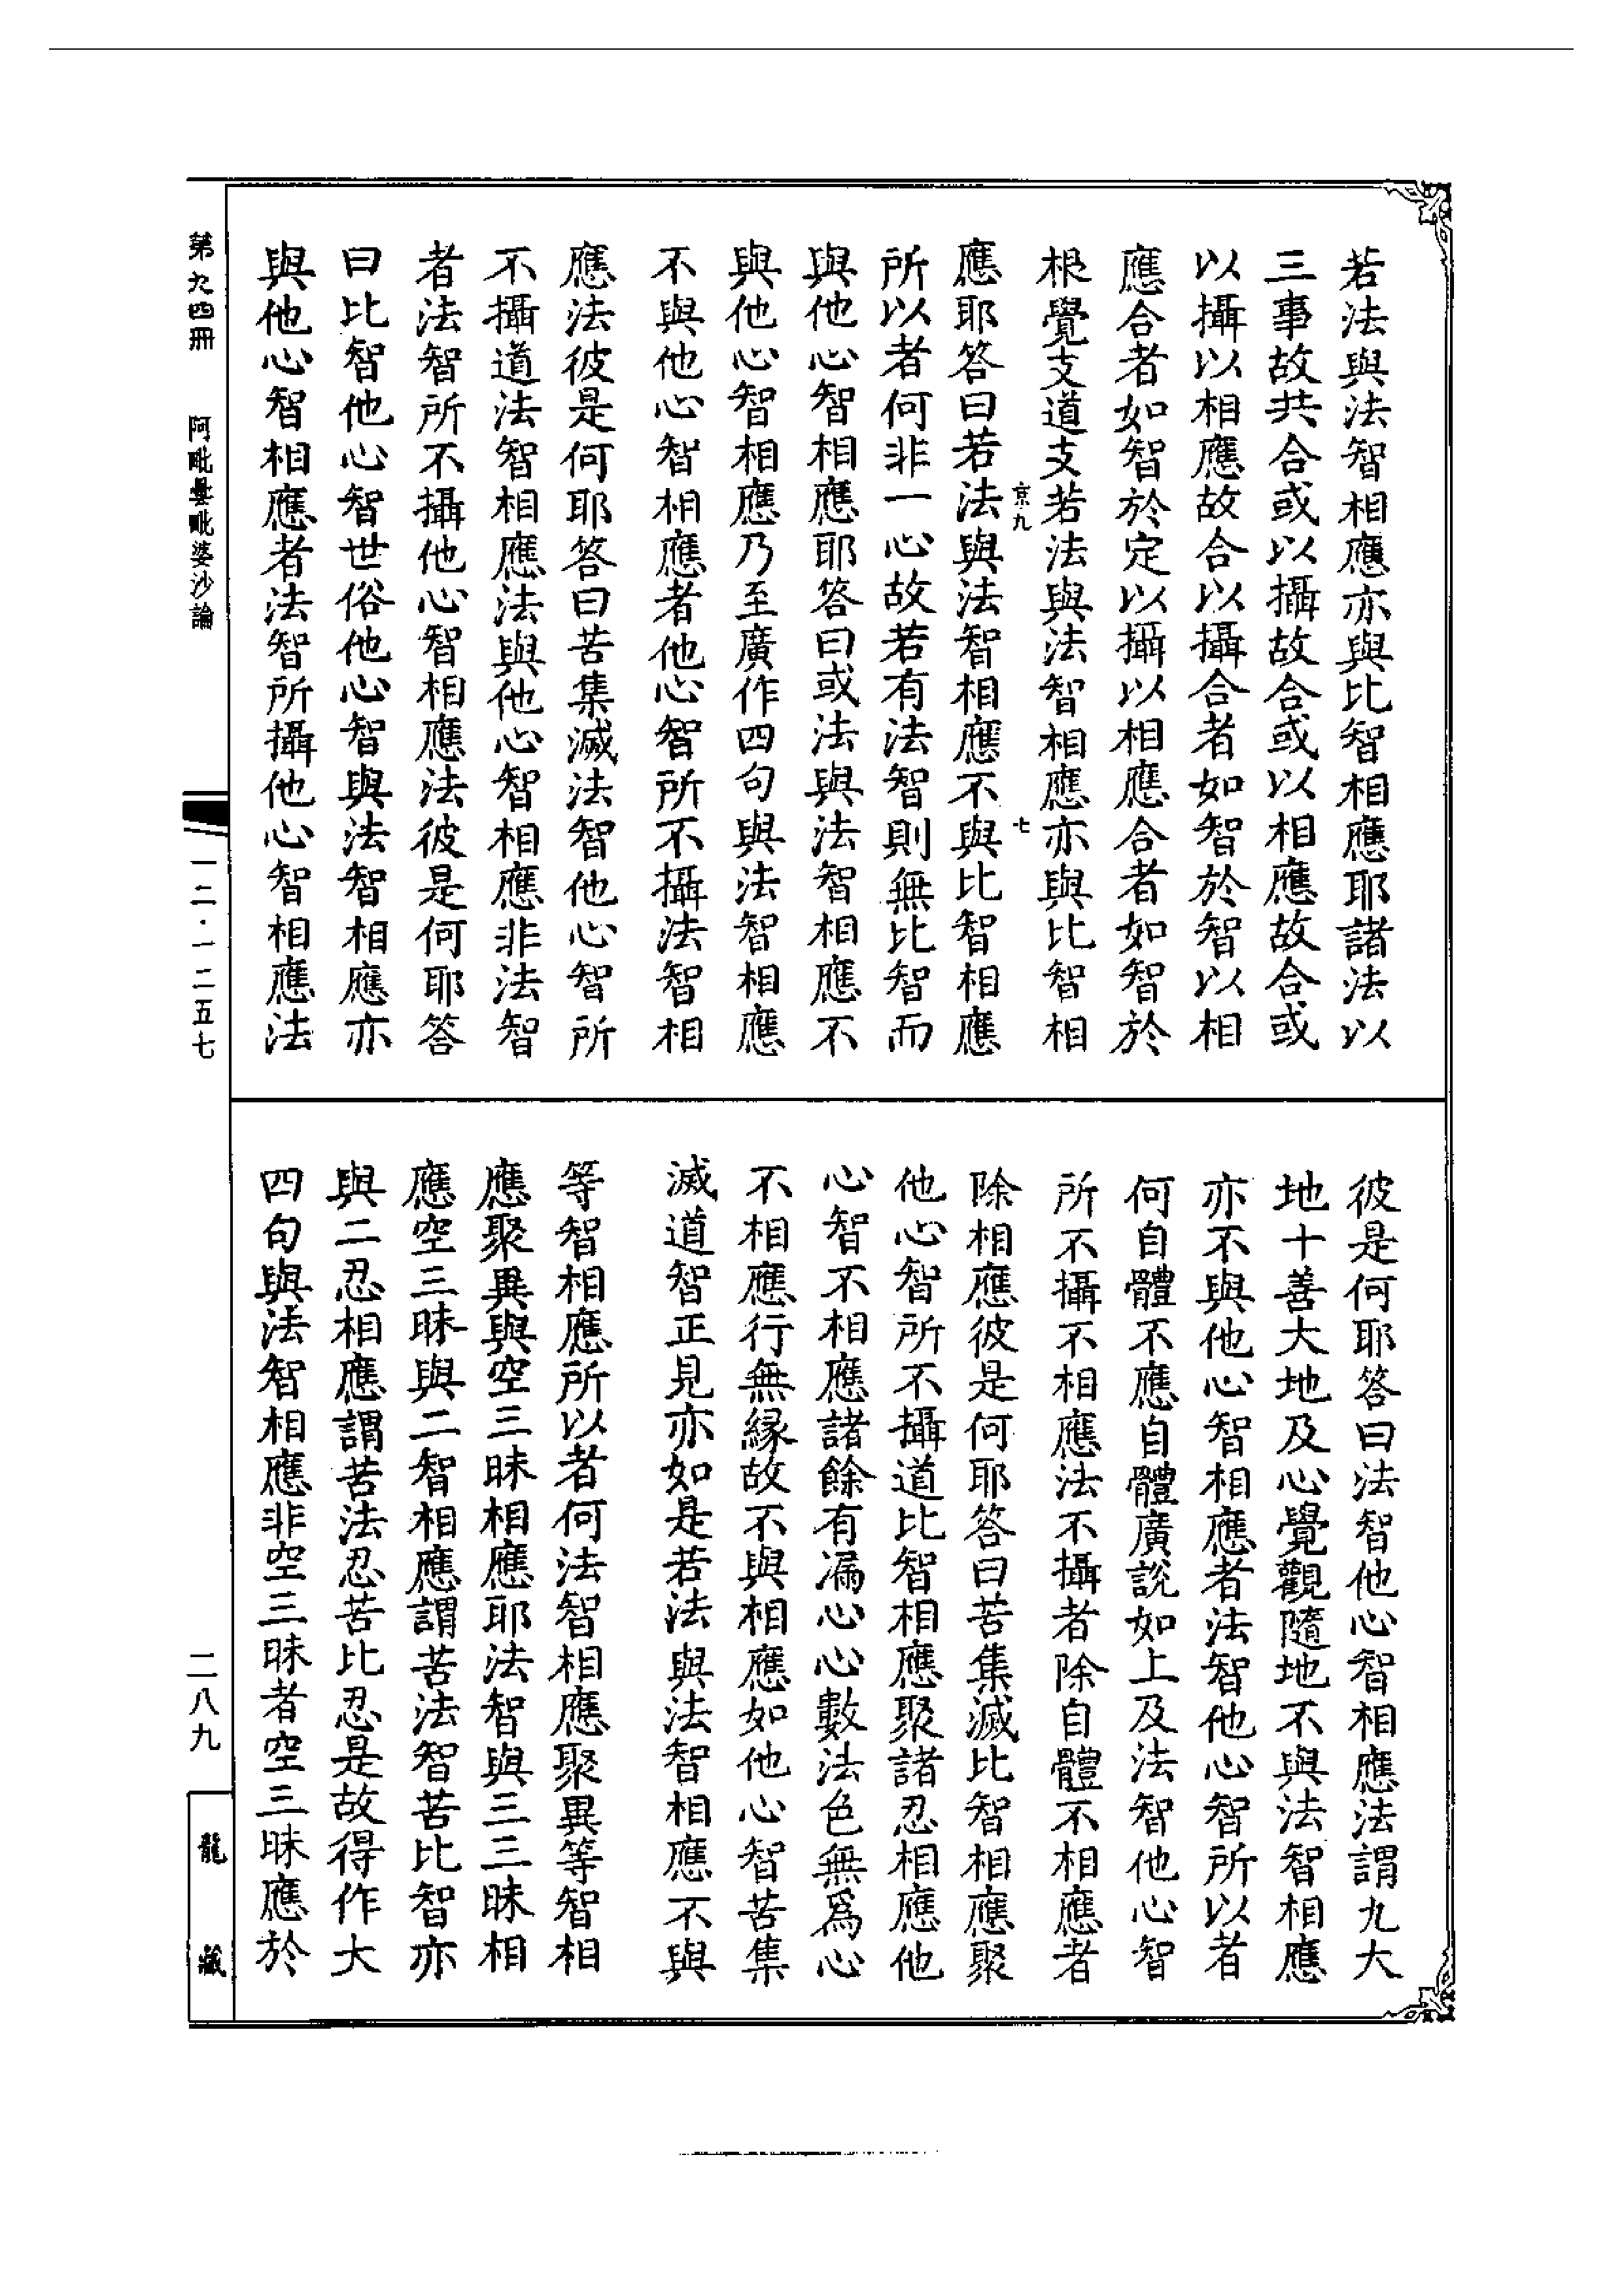 若法與法智相應亦與比智相應耶諸法以
三事故共合或以攝故合或以相應故合或
以攝以相應故合以攝合者如智於智以相
應合者如智於定以攝以相應合者如智於
根覺支道支若法與法智相應亦與比智相
京九
七
應耶答曰若法與法智相應不與比智相應
所以者何非一心故若有法智則無比智而
與他心智相應耶答曰或法與法智相應不
與他心智相應乃至廣作四句與法智相應
不與他心智相應者他心智所不攝法智相
應法彼是何耶答曰苦集滅法智他心智所
不攝道法智相應法與他心智相應非法智
者法智所不攝他心智相應法彼是何耶答
曰比智他心智世俗他心智與法智相應亦
與他心智相應者法智所攝他心智相應法
彼是何耶答曰法智他心智相應法謂九大
地十善大地及心覺觀隨地不與法智相應
亦不與他心智相應者法智他心智所以者
何自體不應自體廣說如上及法智他心智
所不攝不相應法不攝者除自體不相應者
除相應彼是何耶答曰苦集滅比智相應聚
他心智所不攝道比智相應聚諸忍相應他
心智不相應諸餘有漏心心數法色無爲心
不相應行無緣故不與相應如他心智苦集
滅道智正見亦如是若法與法智相應不與
等智相應所以者何法智相應聚異等智相
應聚異與空三昧相應耶法智與三三昧相
應空三昧與二智相應謂苦法智苦比智亦
與二忍相應謂苦法忍苦比忍是故得作大
四句與法智相應非空三昧者空三昧應於
第九四冊
阿毗曇毗婆沙論
一二·一二五七
二八九
龍藏